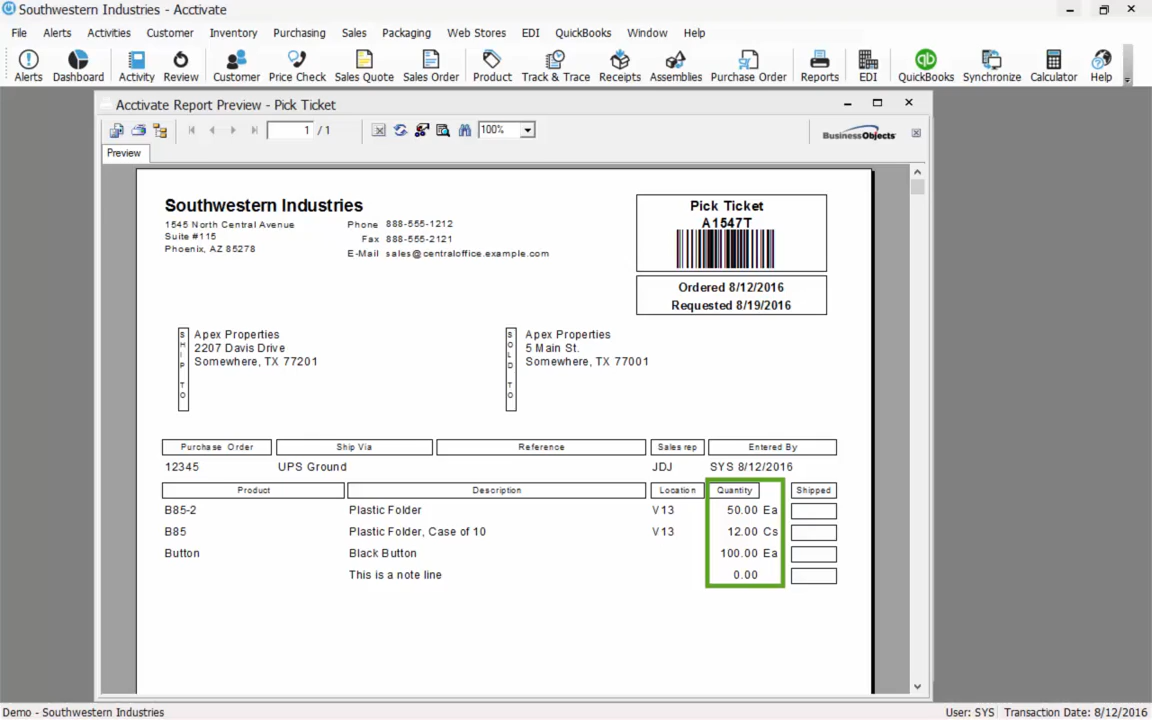 Southwestern Industries - Acctivate
File Alerts Activities Customer Inventory Purchasing Sales Packaging Web Stores EDI QuickBooks Window Help
Alerts Dashboard Activity Review Customer Price Check Sales Quote Sales Order Product Track & Trace Receipts Assemblies Purchase Order Reports EDI QuickBooks Synchronize Calculator Help
Acctivate Report Preview - Pick Ticket
1 / 1 100% BusinessObjects
Preview
Southwestern Industries
1545 North Central Avenue
Suite #115
Phoenix, AZ 85278
Phone 888-555-1212
Fax 888-555-2121
E-Mail sales@centraloffice.example.com
Pick Ticket
A1547T
Ordered 8/12/2016
Requested 8/19/2016
SHIP TO
Apex Properties
2207 Davis Drive
Somewhere, TX 77201
SOLD TO
Apex Properties
5 Main St.
Somewhere, TX 77001
Purchase Order Ship Via Reference Sales rep Entered By
12345 UPS Ground JDJ SYS 8/12/2016
Product Description Location Quantity Shipped
B85-2 Plastic Folder V13 50.00 Ea
B85 Plastic Folder, Case of 10 V13 12.00 Cs
Button Black Button 100.00 Ea
This is a note line 0.00
Demo - Southwestern Industries User: SYS Transaction Date: 8/12/2016